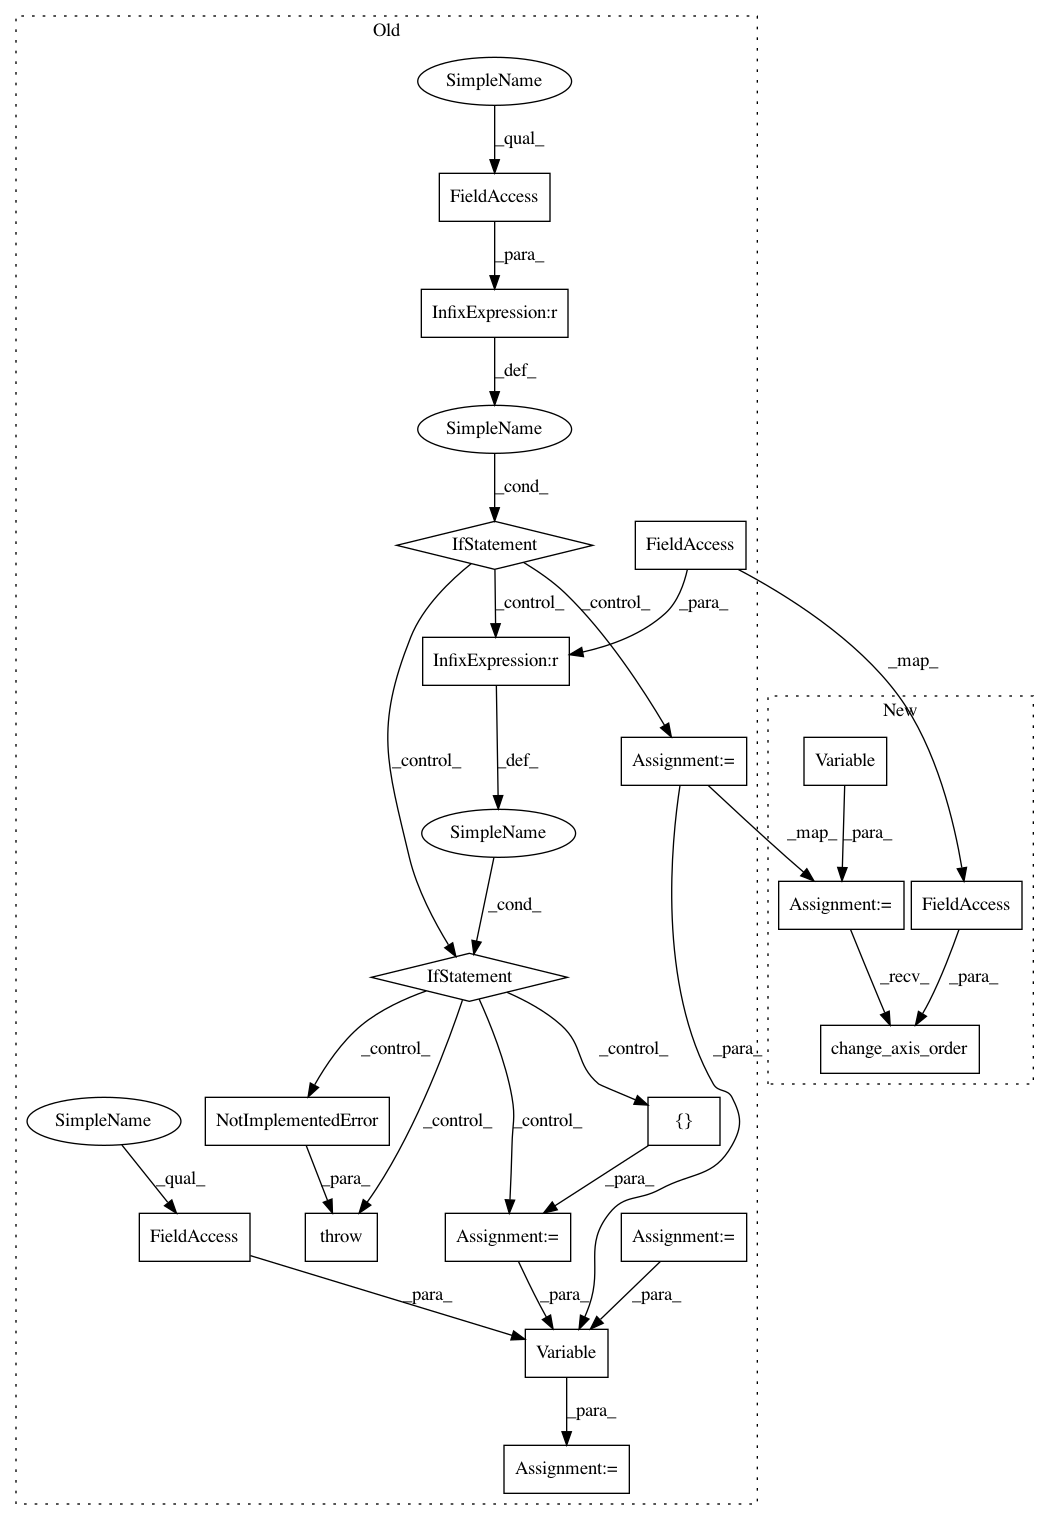 Old
SimpleName
_qual_
FieldAccess
_para_
InfixExpression:r
_def_
SimpleName
_cond_
IfStatement
FieldAccess
_control_
_control_
_para_
InfixExpression:r
_map_
New
_control_
_def_
Assignment:=
Variable
SimpleName
_map_
_para_
_cond_
Assignment:=
FieldAccess
IfStatement
_recv_
_para_
_control_
_control_
_para_
change_axis_order
SimpleName
NotImplementedError
_control_
_control_
{}
_qual_
_para_
_para_
FieldAccess
throw
Assignment:=
Assignment:=
_para_
_para_
_para_
Variable
_para_
Assignment:=